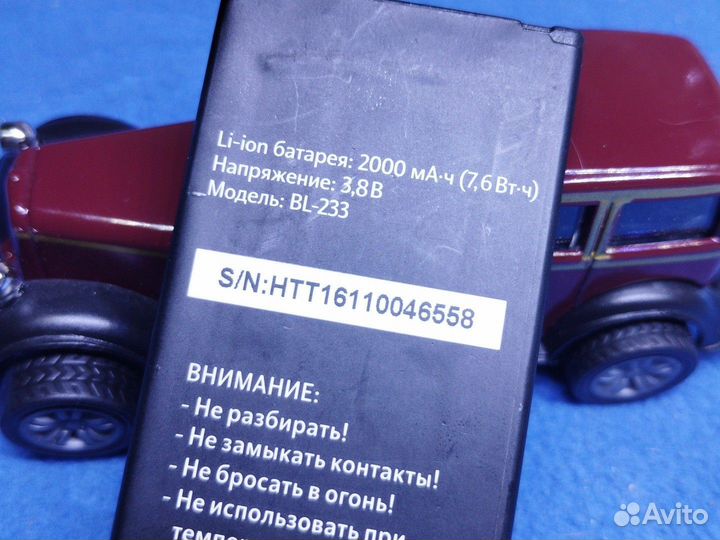 Li-ion батарея: 2000 мА·ч (7,6 Вт·ч)
Напряжение: 3,8 В
Модель: BL-233
S/N:HTT16110046558
ВНИМАНИЕ:
- Не разбирать!
- Не замыкать контакты!
- Не бросать в огонь!
- Не использовать при
Avito